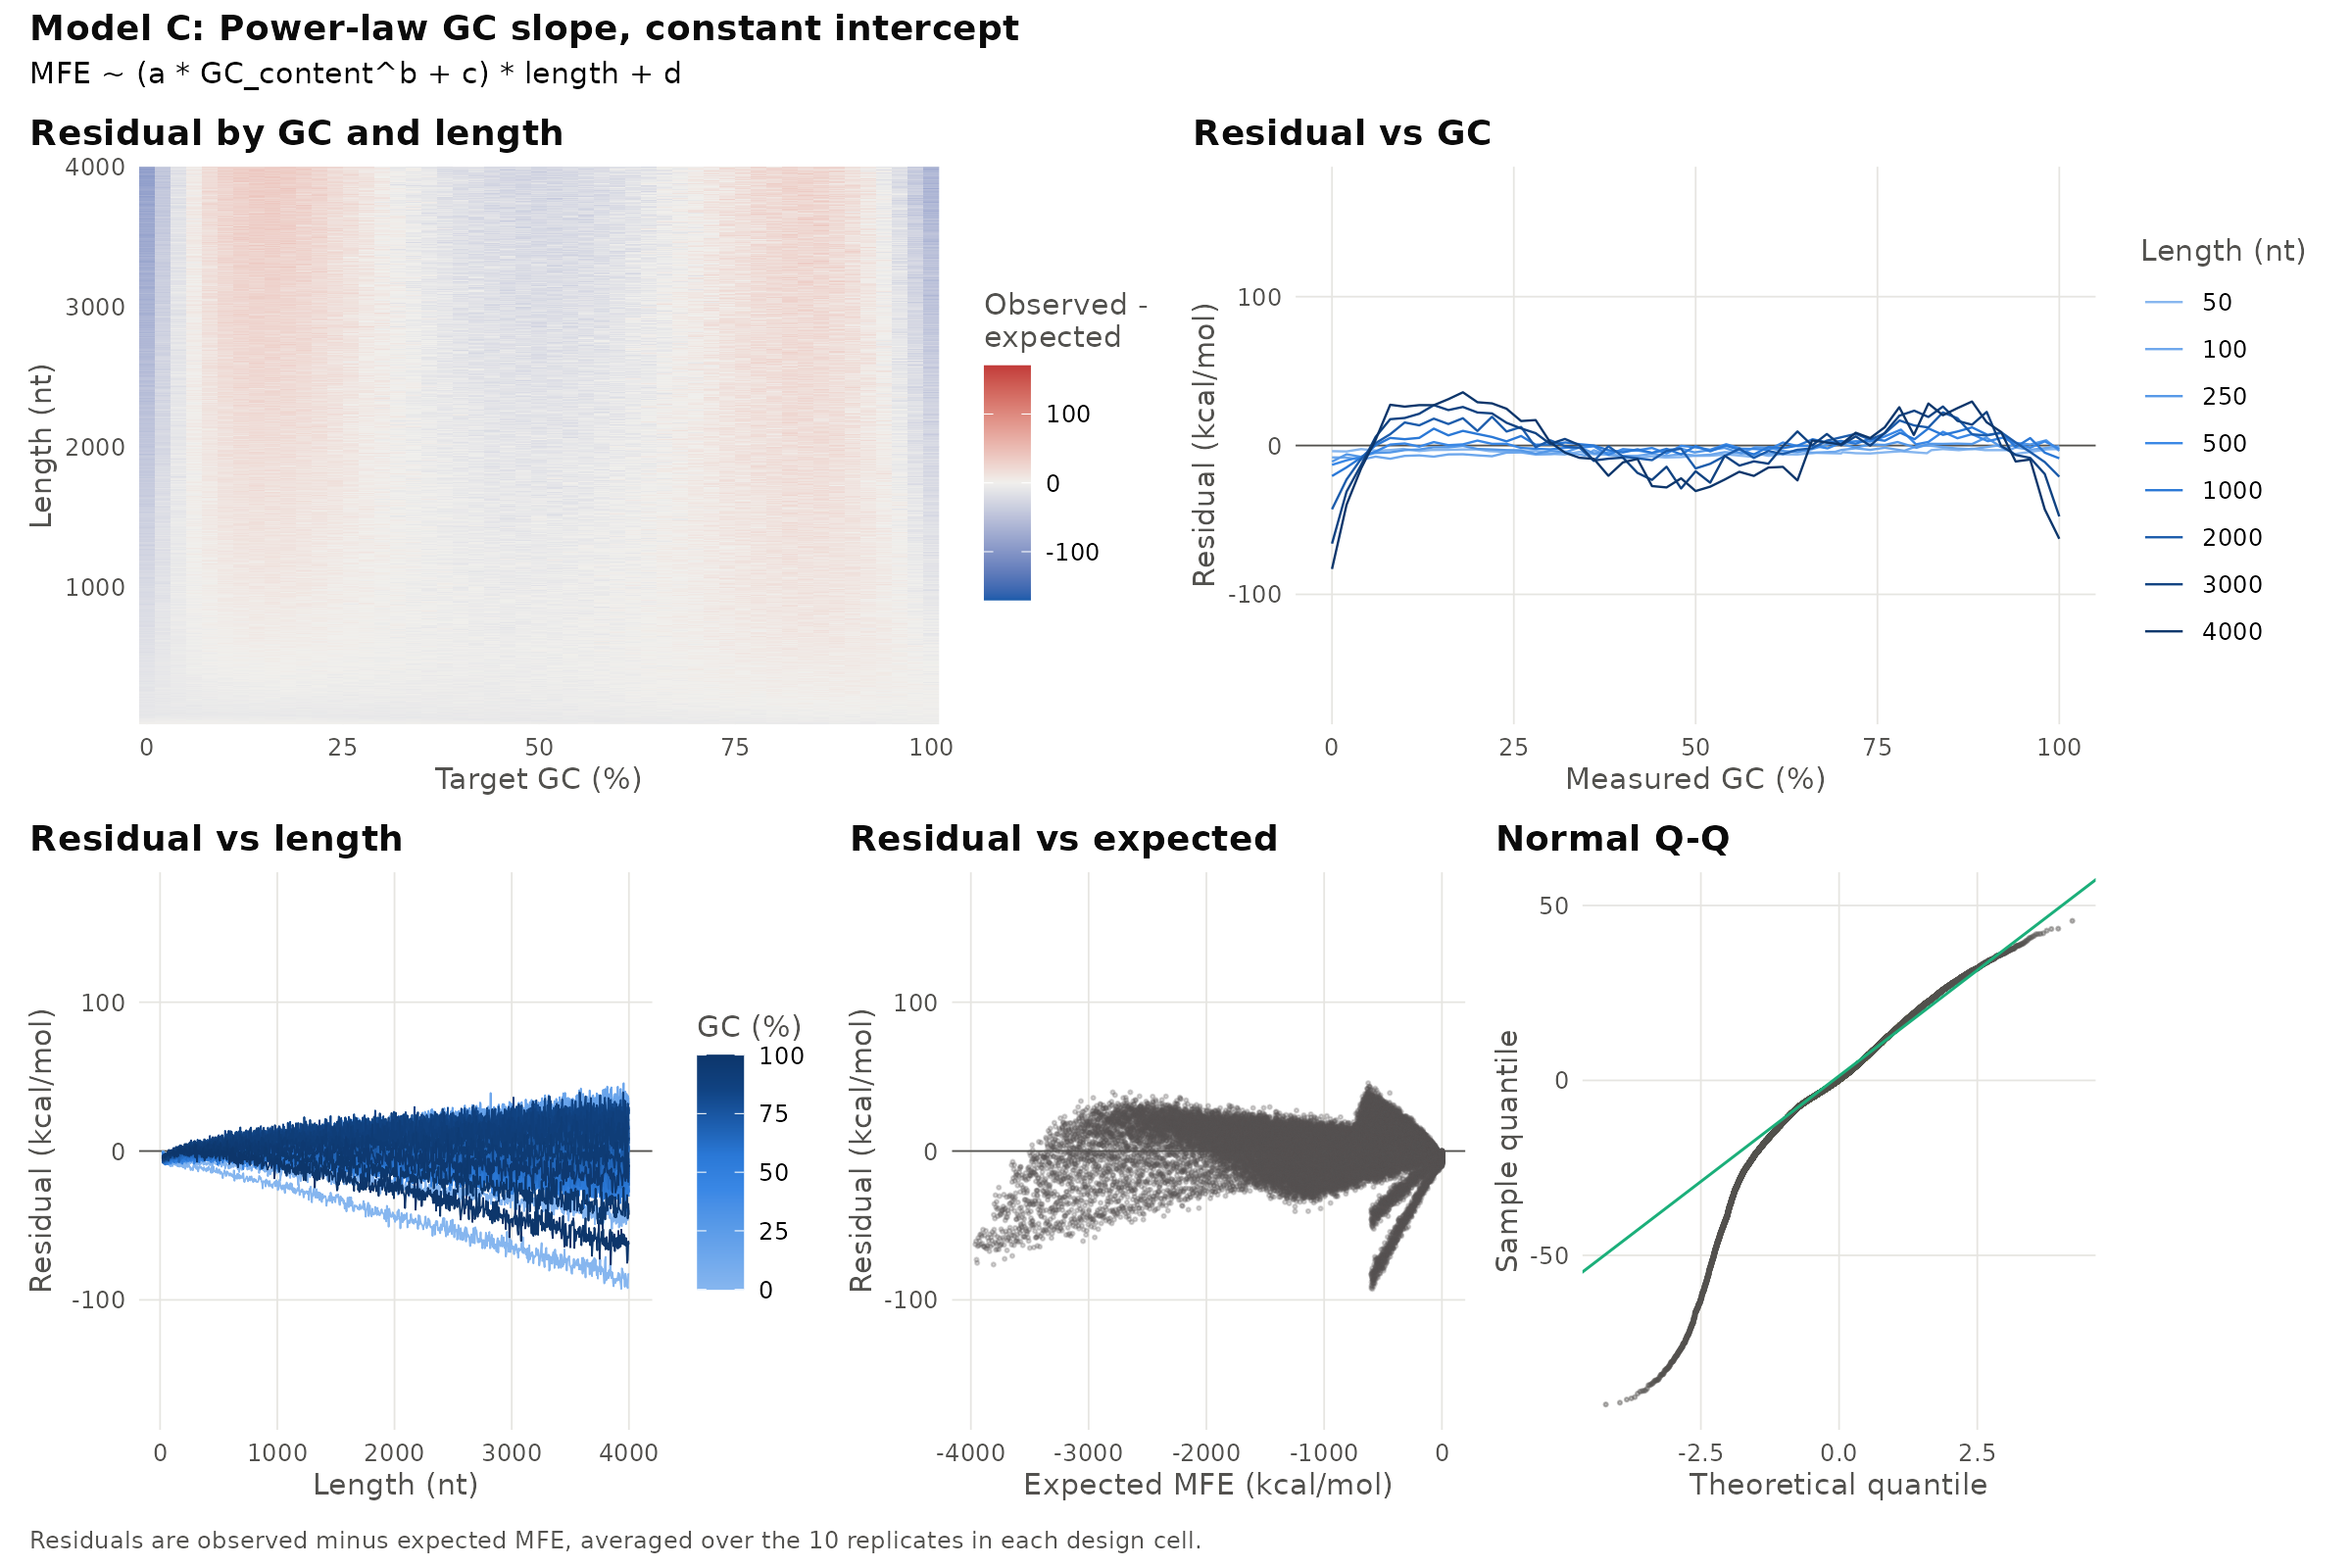 Model C: Power-law GC slope, constant intercept
MFE ~ (a * GC_content^b + c) * length + d
Residual by GC and length
4000
3000
2000
1000
Length (nt)
0 25 50 75 100
Target GC (%)
Observed -
expected
100
0
-100
Residual vs GC
100
0
-100
Residual (kcal/mol)
0 25 50 75 100
Measured GC (%)
Length (nt)
50
100
250
500
1000
2000
3000
4000
Residual vs length
100
0
-100
Residual (kcal/mol)
0 1000 2000 3000 4000
Length (nt)
GC (%)
100
75
50
25
0
Residual vs expected
100
0
-100
Residual (kcal/mol)
-4000 -3000 -2000 -1000 0
Expected MFE (kcal/mol)
Normal Q-Q
50
0
-50
Sample quantile
-2.5 0.0 2.5
Theoretical quantile
Residuals are observed minus expected MFE, averaged over the 10 replicates in each design cell.